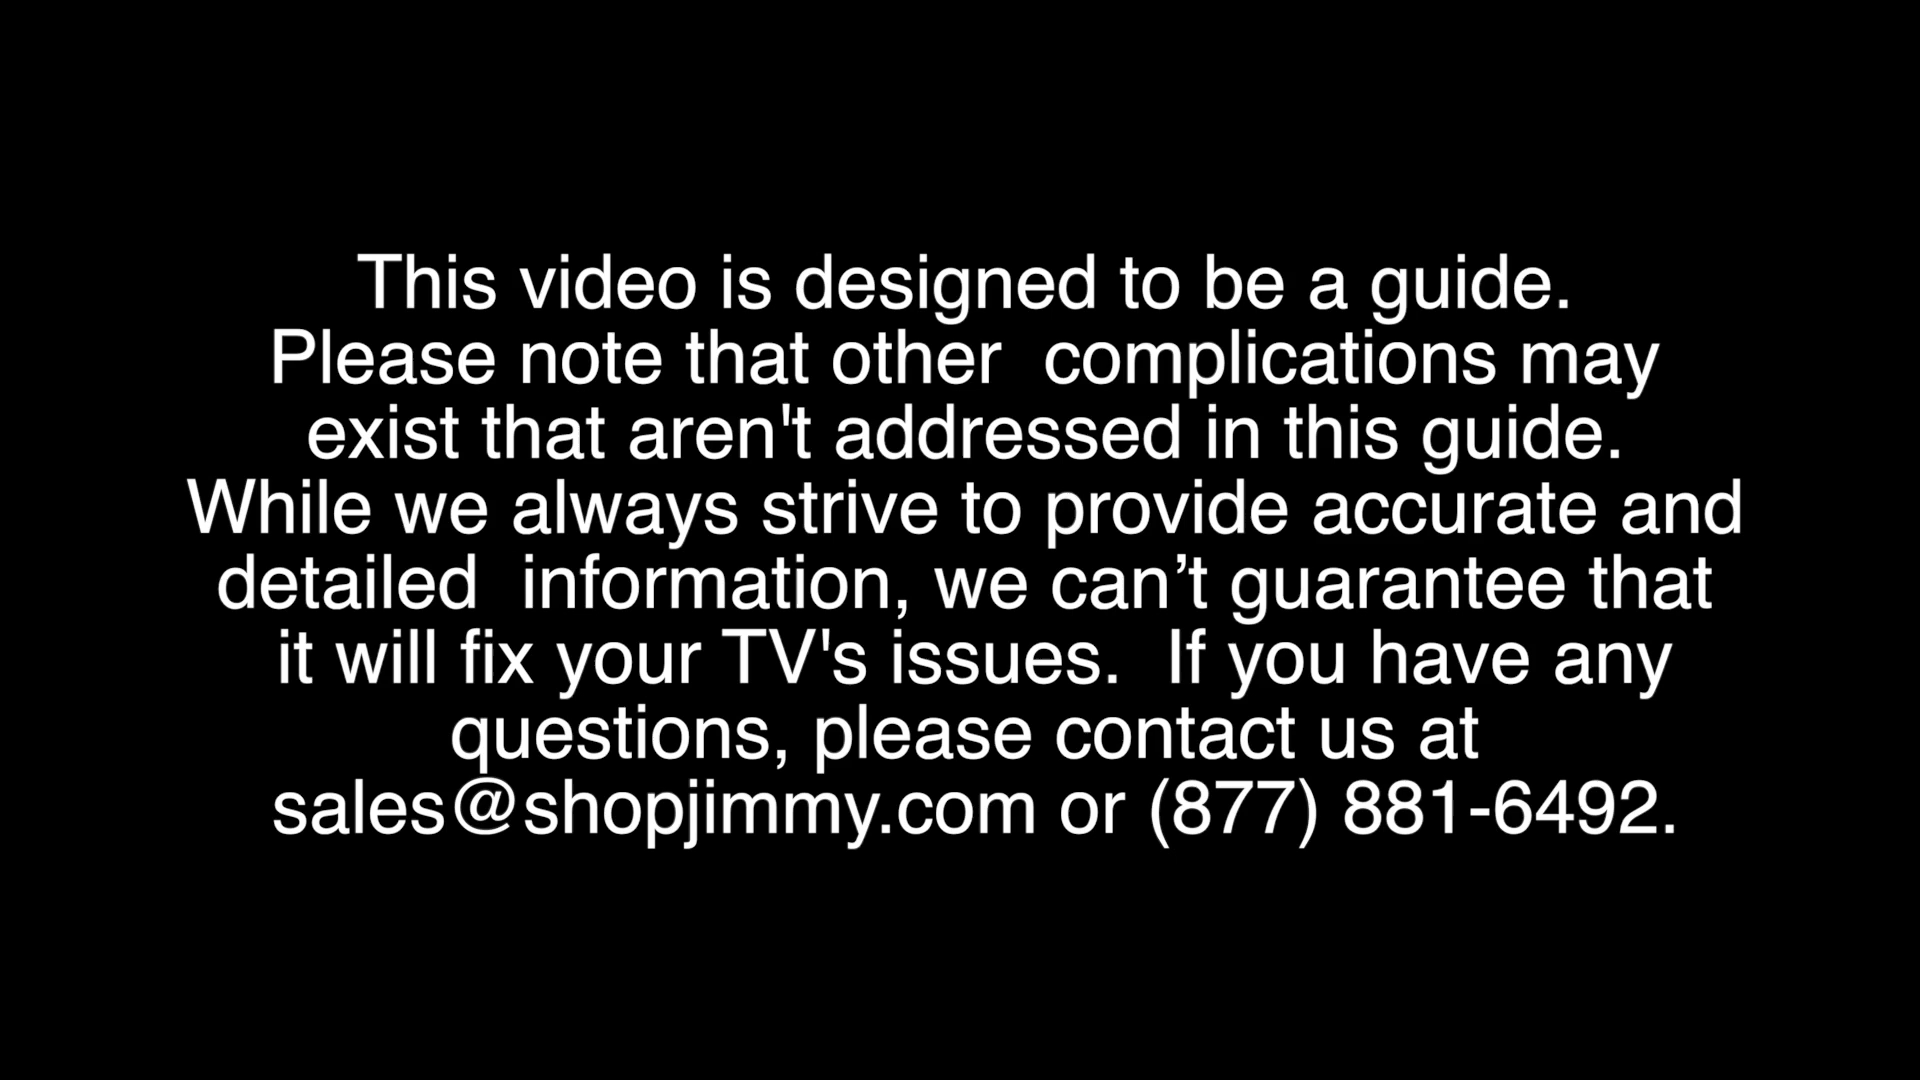 This video is designed to be a guide.
Please note that other  complications may
exist that aren't addressed in this guide.
While we always strive to provide accurate and
detailed  information, we can’t guarantee that
it will fix your TV's issues.  If you have any
questions, please contact us at
sales@shopjimmy.com or (877) 881-6492.